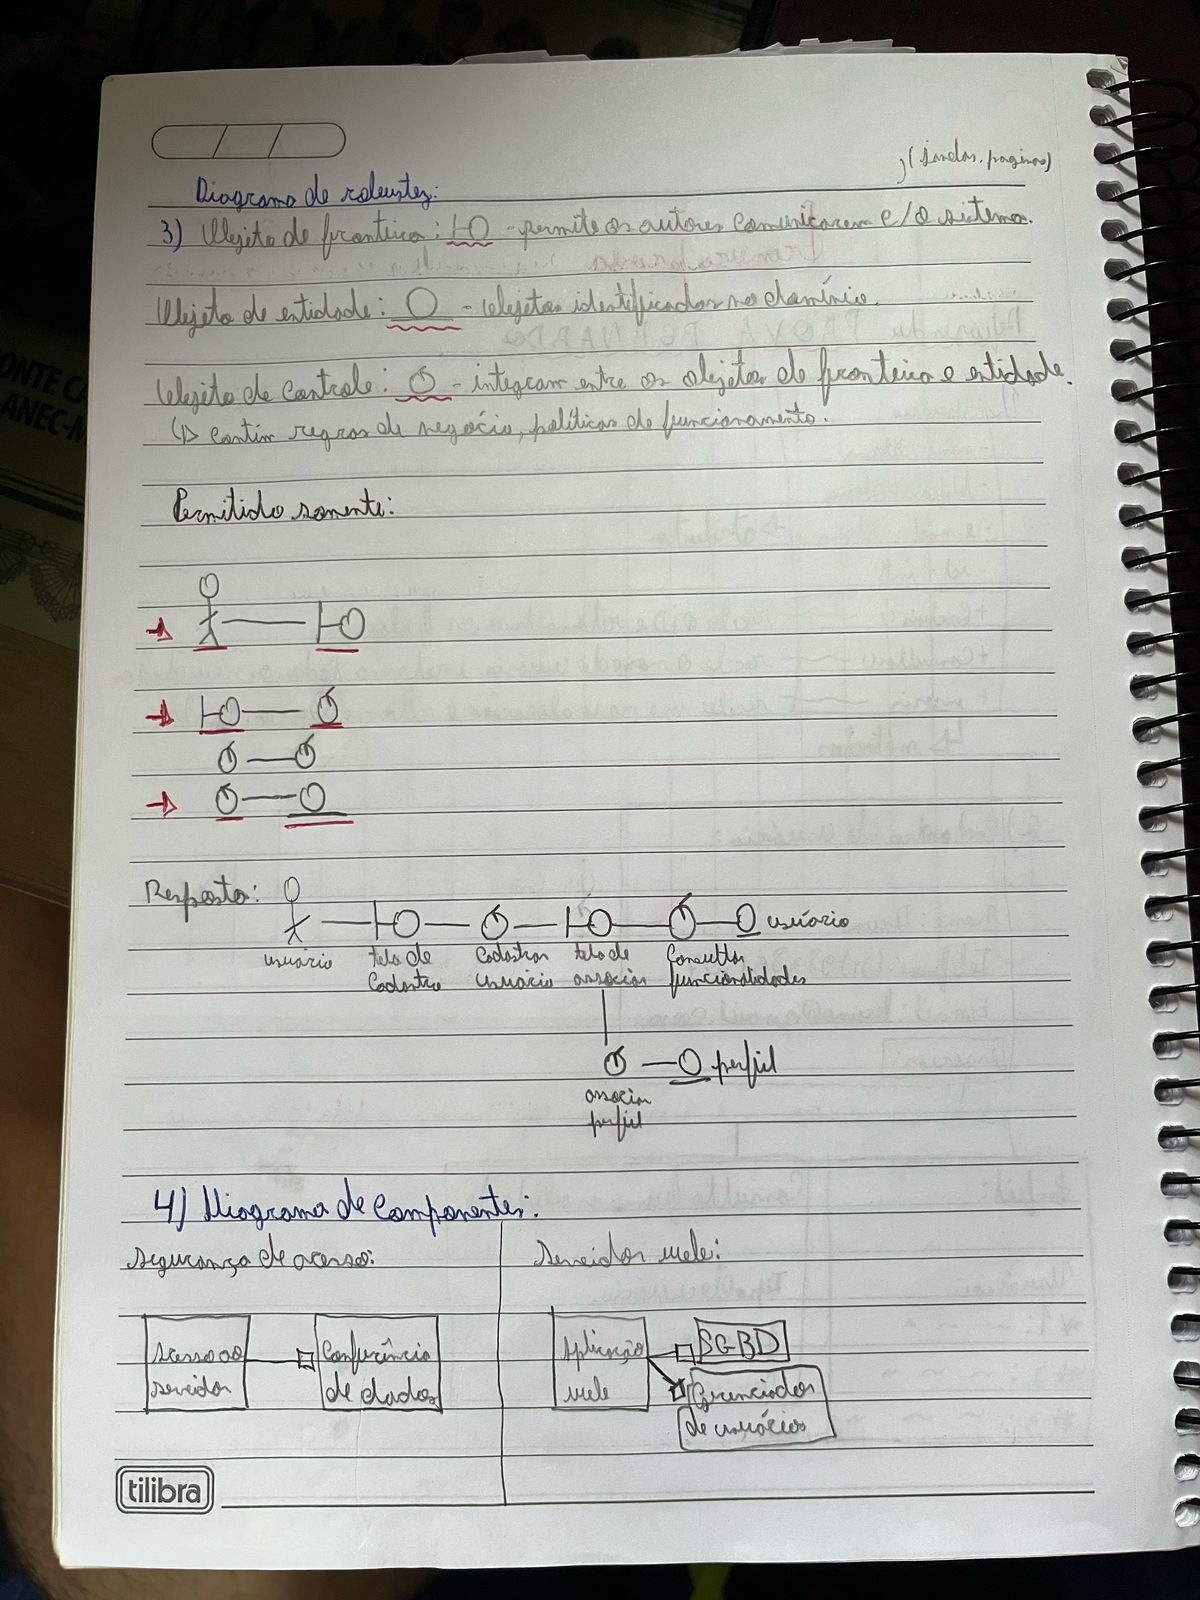 , (janelas, paginas)
Diagrama de robustez:
3) Objeto de fronteira: - permite os autores comunicarem c/ o sistema.
Objeto de entidade: - objetos identificados no domínio.
Objeto de controle: - integram entre os objetos de fronteira e entidade.
↳ contém regras de negócio, políticas de funcionamento.
Permitido somente:
Resposta:
usuário
usuário tela de cadastrar tela de consultar
cadastro usuário associar funcionalidades
perfil
associar
perfil
4) Diagrama de componentes:
Segurança de acesso: Servidor web:
Acesso ao
servidor
Conferência
de dados
Aplicação
web
SGBD
Gerenciador
de usuários
tilibra
ONTE C
ANEC-M